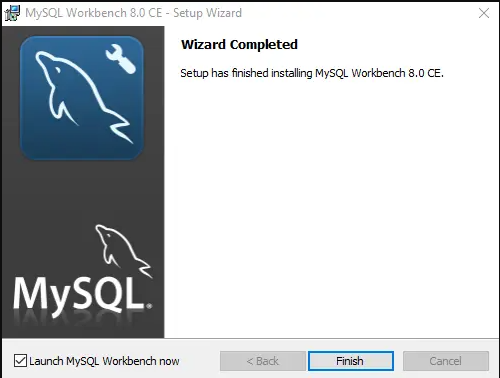 MySQL Workbench 8.0 CE - Setup Wizard
Wizard Completed
Setup has finished installing MySQL Workbench 8.0 CE.
MySQL®
Launch MySQL Workbench now
< Back
Finish
Cancel